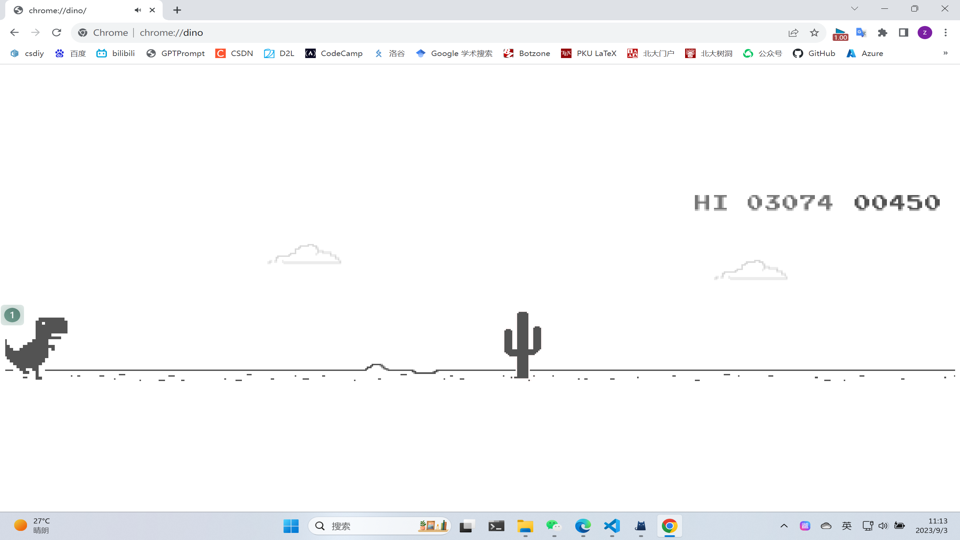 chrome://dino/
Chrome | chrome://dino
z
1.00
csdiy 百度 bilibili GPTPrompt CSDN D2L CodeCamp 洛谷 Google 学术搜索 Botzone PKU LaTeX 北大门户 北大树洞 公众号 GitHub Azure »
HI 03074 00450
1
27°C
晴朗
搜索
英
11:13
2023/9/3